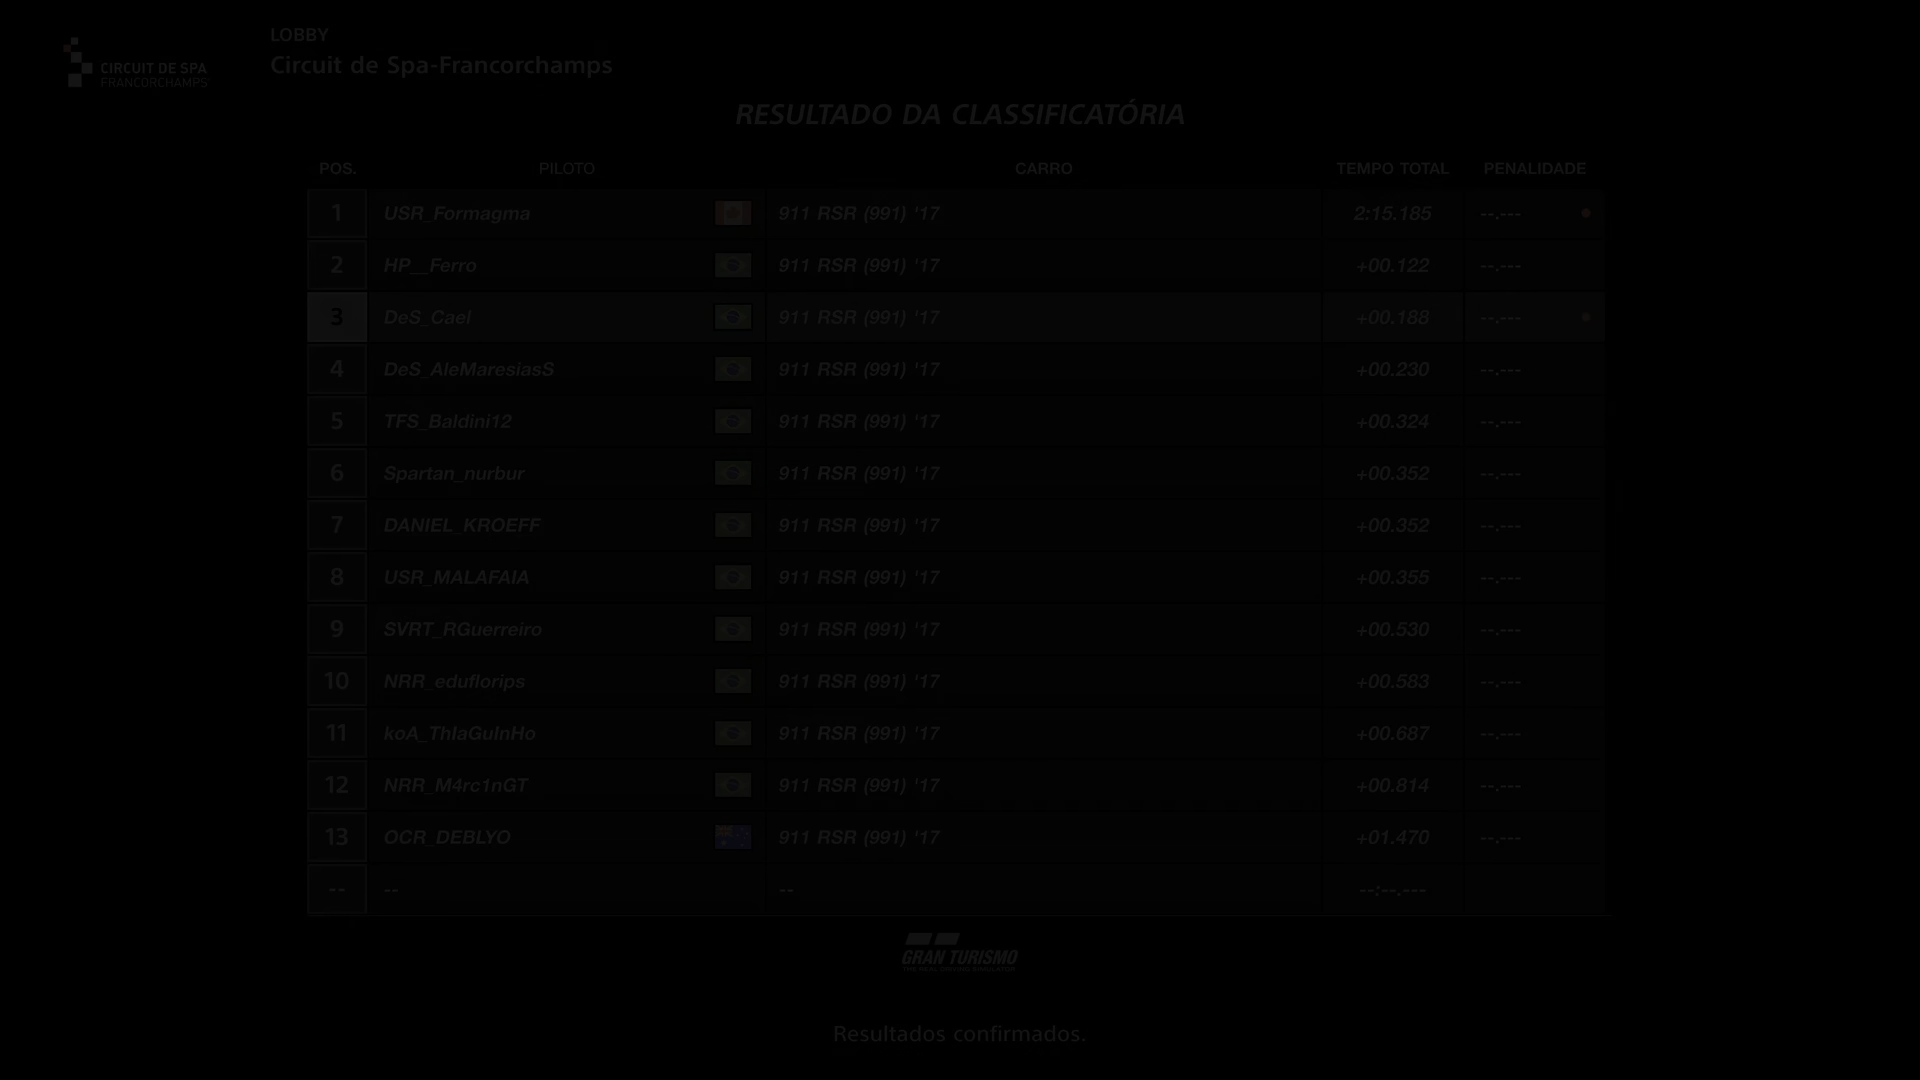 LOBBY
Circuit de Spa-Francorchamps
CIRCUIT DE SPA
FRANCORCHAMPS
RESULTADO DA CLASSIFICATÓRIA
POS. PILOTO CARRO TEMPO TOTAL PENALIDADE
1 USR_Formagma 911 RSR (991) '17 2:15.185 --.---
2 HP__Ferro 911 RSR (991) '17 +00.122 --.---
3 DeS_Cael 911 RSR (991) '17 +00.188 --.---
4 DeS_AleMaresiasS 911 RSR (991) '17 +00.230 --.---
5 TFS_Baldini12 911 RSR (991) '17 +00.324 --.---
6 Spartan_nurbur 911 RSR (991) '17 +00.352 --.---
7 DANIEL_KROEFF 911 RSR (991) '17 +00.352 --.---
8 USR_MALAFAIA 911 RSR (991) '17 +00.355 --.---
9 SVRT_RGuerreiro 911 RSR (991) '17 +00.530 --.---
10 NRR_eduflorips 911 RSR (991) '17 +00.583 --.---
11 koA_ThIaGuInHo 911 RSR (991) '17 +00.687 --.---
12 NRR_M4rc1nGT 911 RSR (991) '17 +00.814 --.---
13 OCR_DEBLYO 911 RSR (991) '17 +01.470 --.---
-- -- -- --:--.---
GRAN TURISMO
THE REAL DRIVING SIMULATOR
Resultados confirmados.